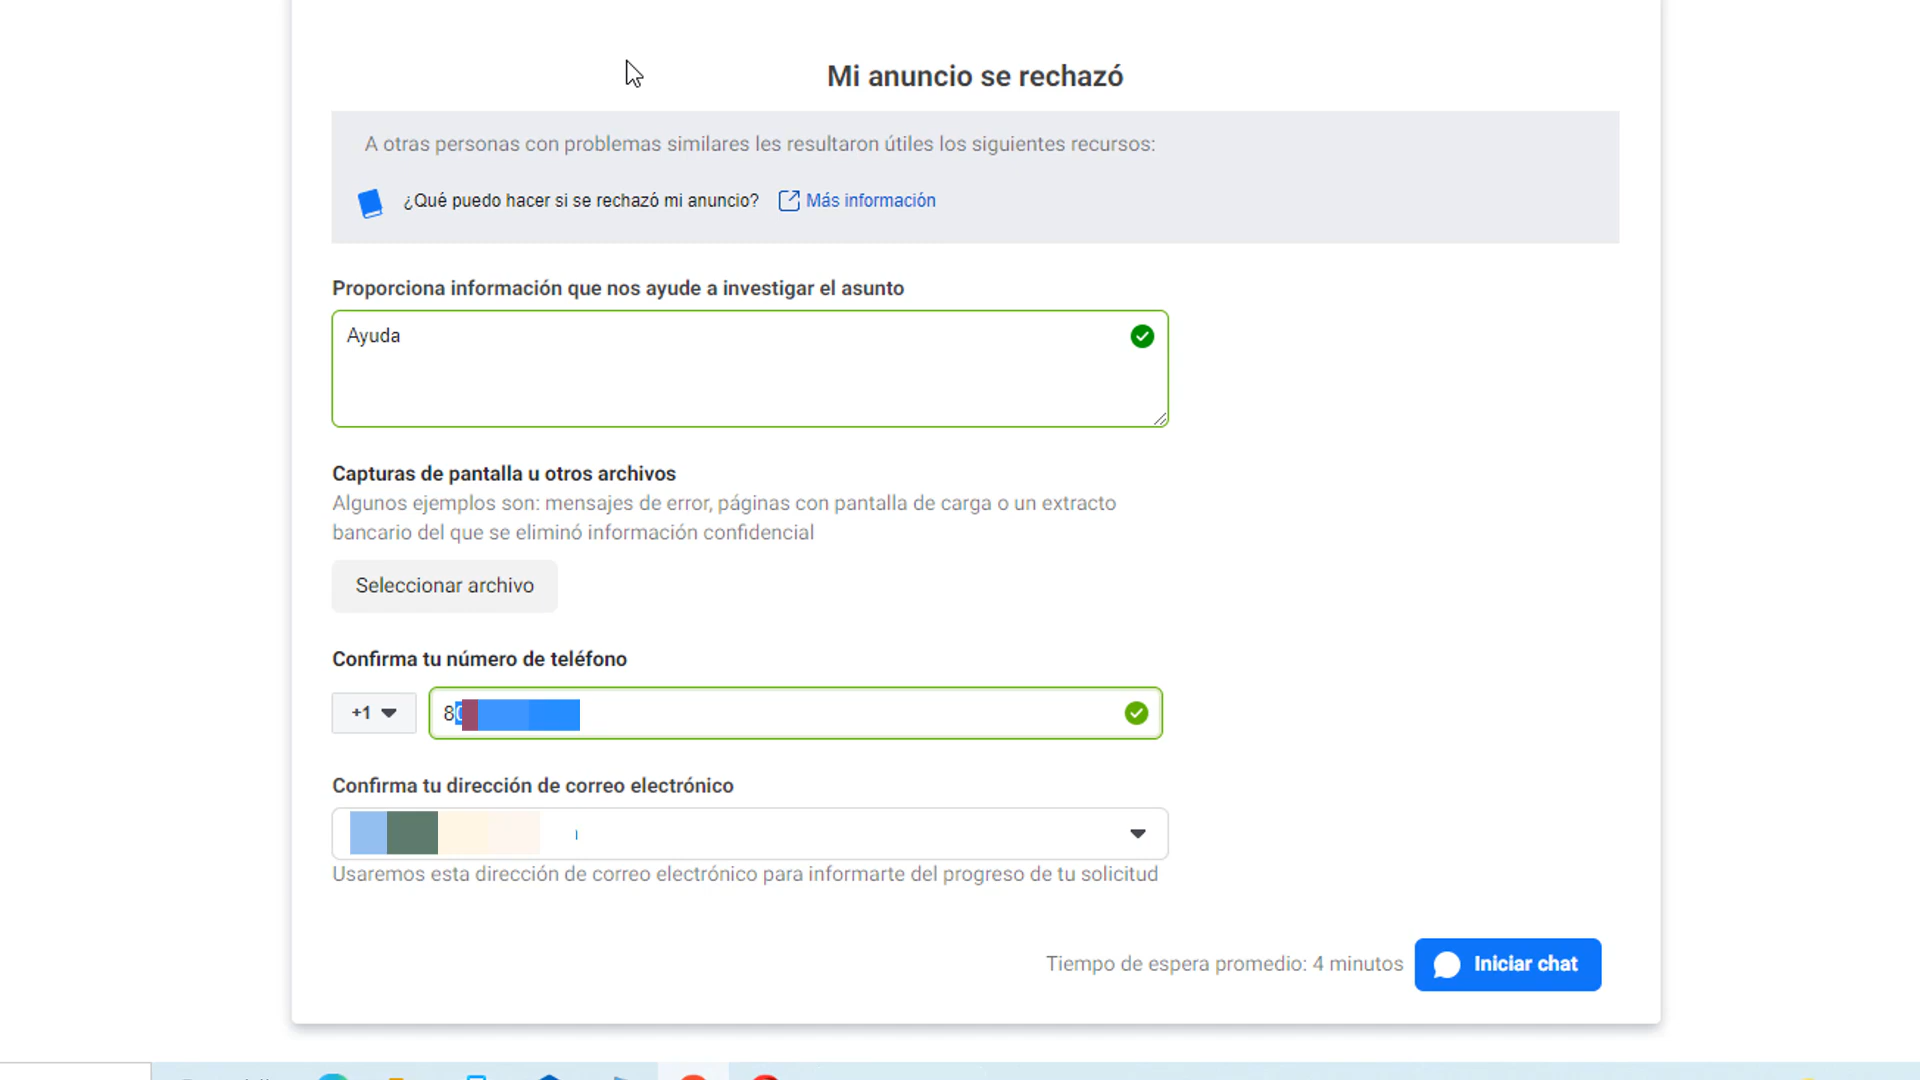 Mi anuncio se rechazó
A otras personas con problemas similares les resultaron útiles los siguientes recursos:
¿Qué puedo hacer si se rechazó mi anuncio? Más información
Proporciona información que nos ayude a investigar el asunto
Ayuda
Capturas de pantalla u otros archivos
Algunos ejemplos son: mensajes de error, páginas con pantalla de carga o un extracto
bancario del que se eliminó información confidencial
Seleccionar archivo
Confirma tu número de teléfono
+1 8
Confirma tu dirección de correo electrónico
Usaremos esta dirección de correo electrónico para informarte del progreso de tu solicitud
Tiempo de espera promedio: 4 minutos Iniciar chat